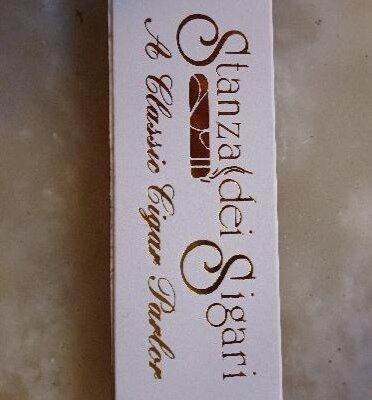 Stanza dei Sigari
A Classic Cigar Parlor